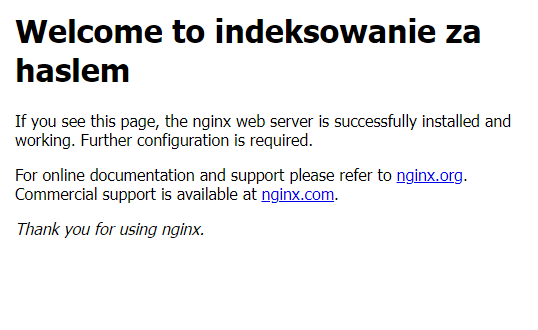 Welcome to indeksowanie za
haslem
If you see this page, the nginx web server is successfully installed and
working. Further configuration is required.
For online documentation and support please refer to nginx.org.
Commercial support is available at nginx.com.
Thank you for using nginx.